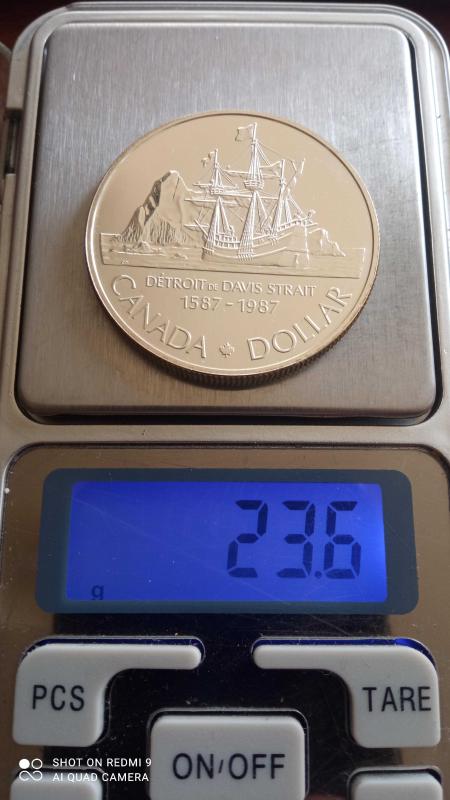 DÉTROIT DE DAVIS STRAIT
1587-1987
CANADA DOLLAR
23.6
g
PCS
TARE
ON/OFF
SHOT ON REDMI 9
AI QUAD CAMERA